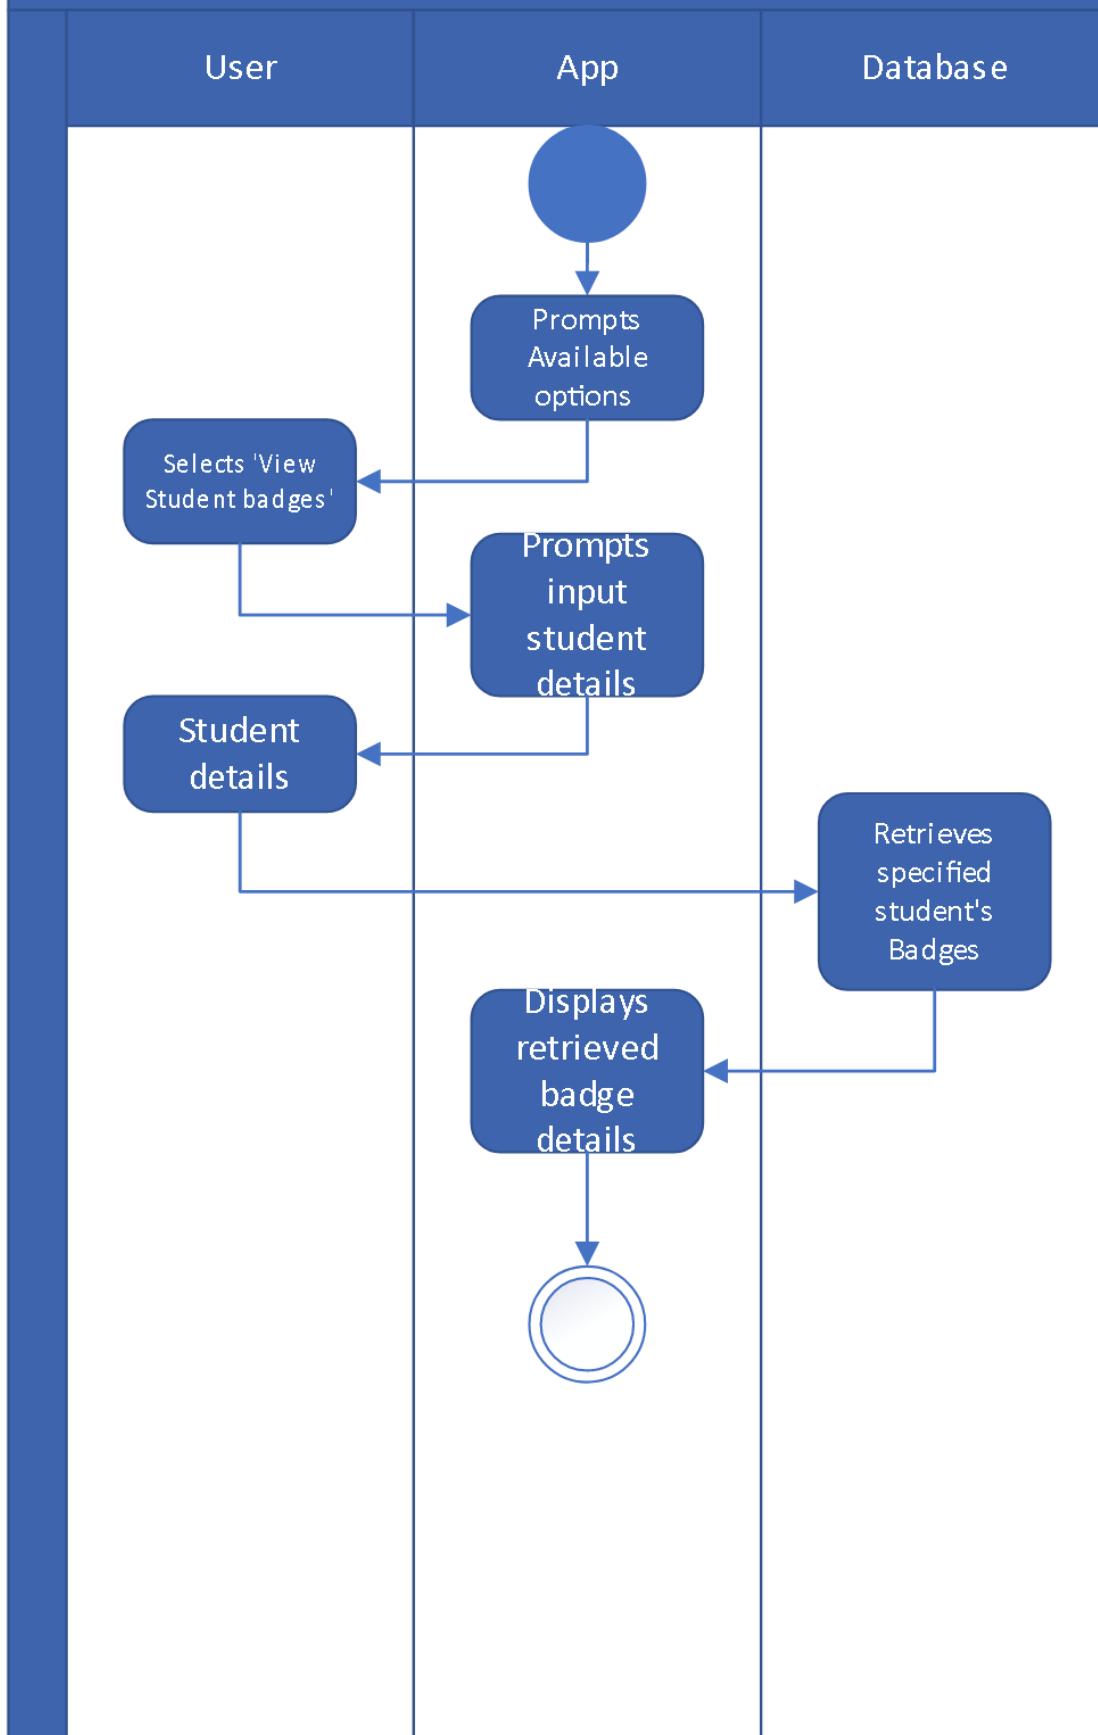 User
App
Database
Prompts
Available
options
Selects 'View
Student badges'
Prompts
input
student
details
Student
details
Retrieves
specified
student's
Badges
Displays
retrieved
badge
details